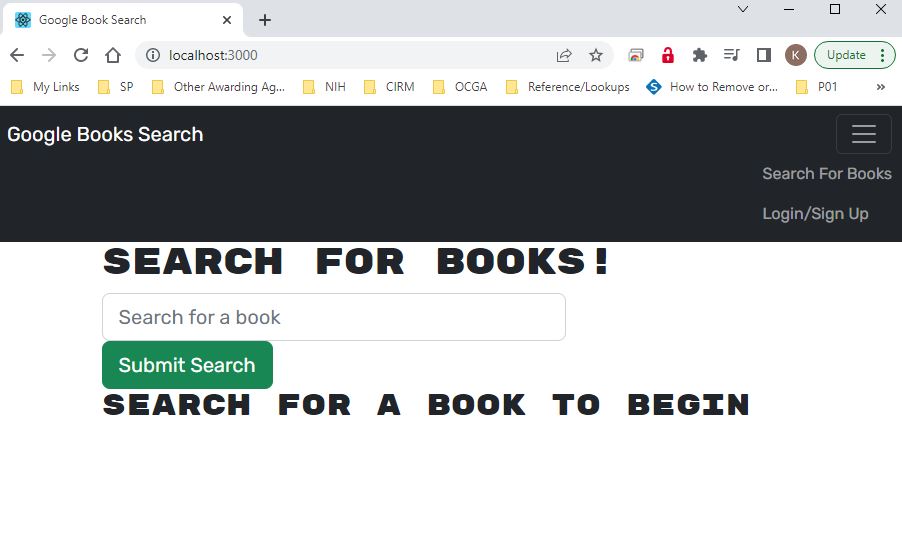 Google Book Search
localhost:3000
K
Update
My Links
SP
Other Awarding Ag...
NIH
CIRM
OCGA
Reference/Lookups
S
How to Remove or...
P01
»
Google Books Search
Search For Books
Login/Sign Up
SEARCH FOR BOOKS!
Search for a book
Submit Search
SEARCH FOR A BOOK TO BEGIN